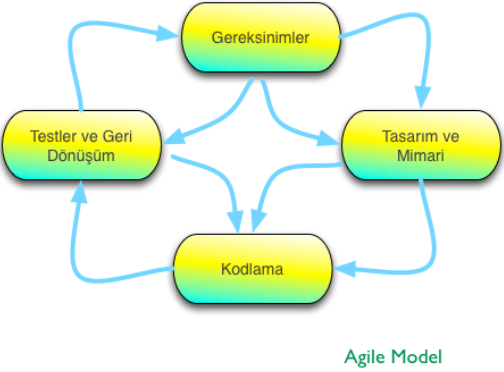 Gereksinimler
Testler ve Geri
Dönüşüm
Tasarım ve
Mimari
Kodlama
Agile Model